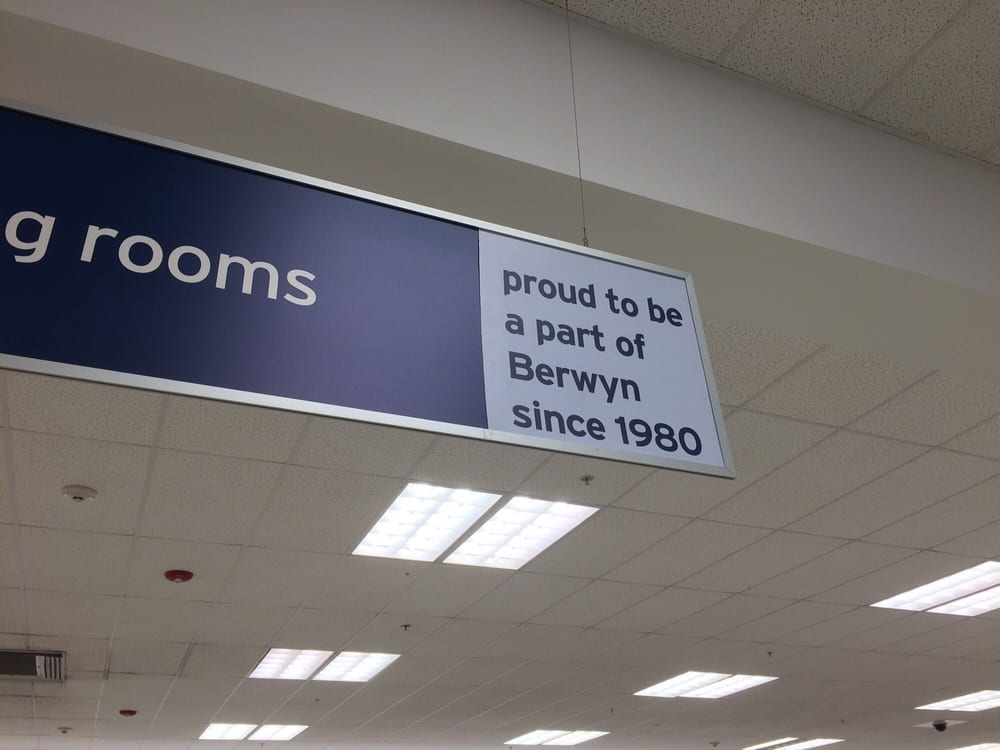 g rooms
proud to be
a part of
Berwyn
since 1980